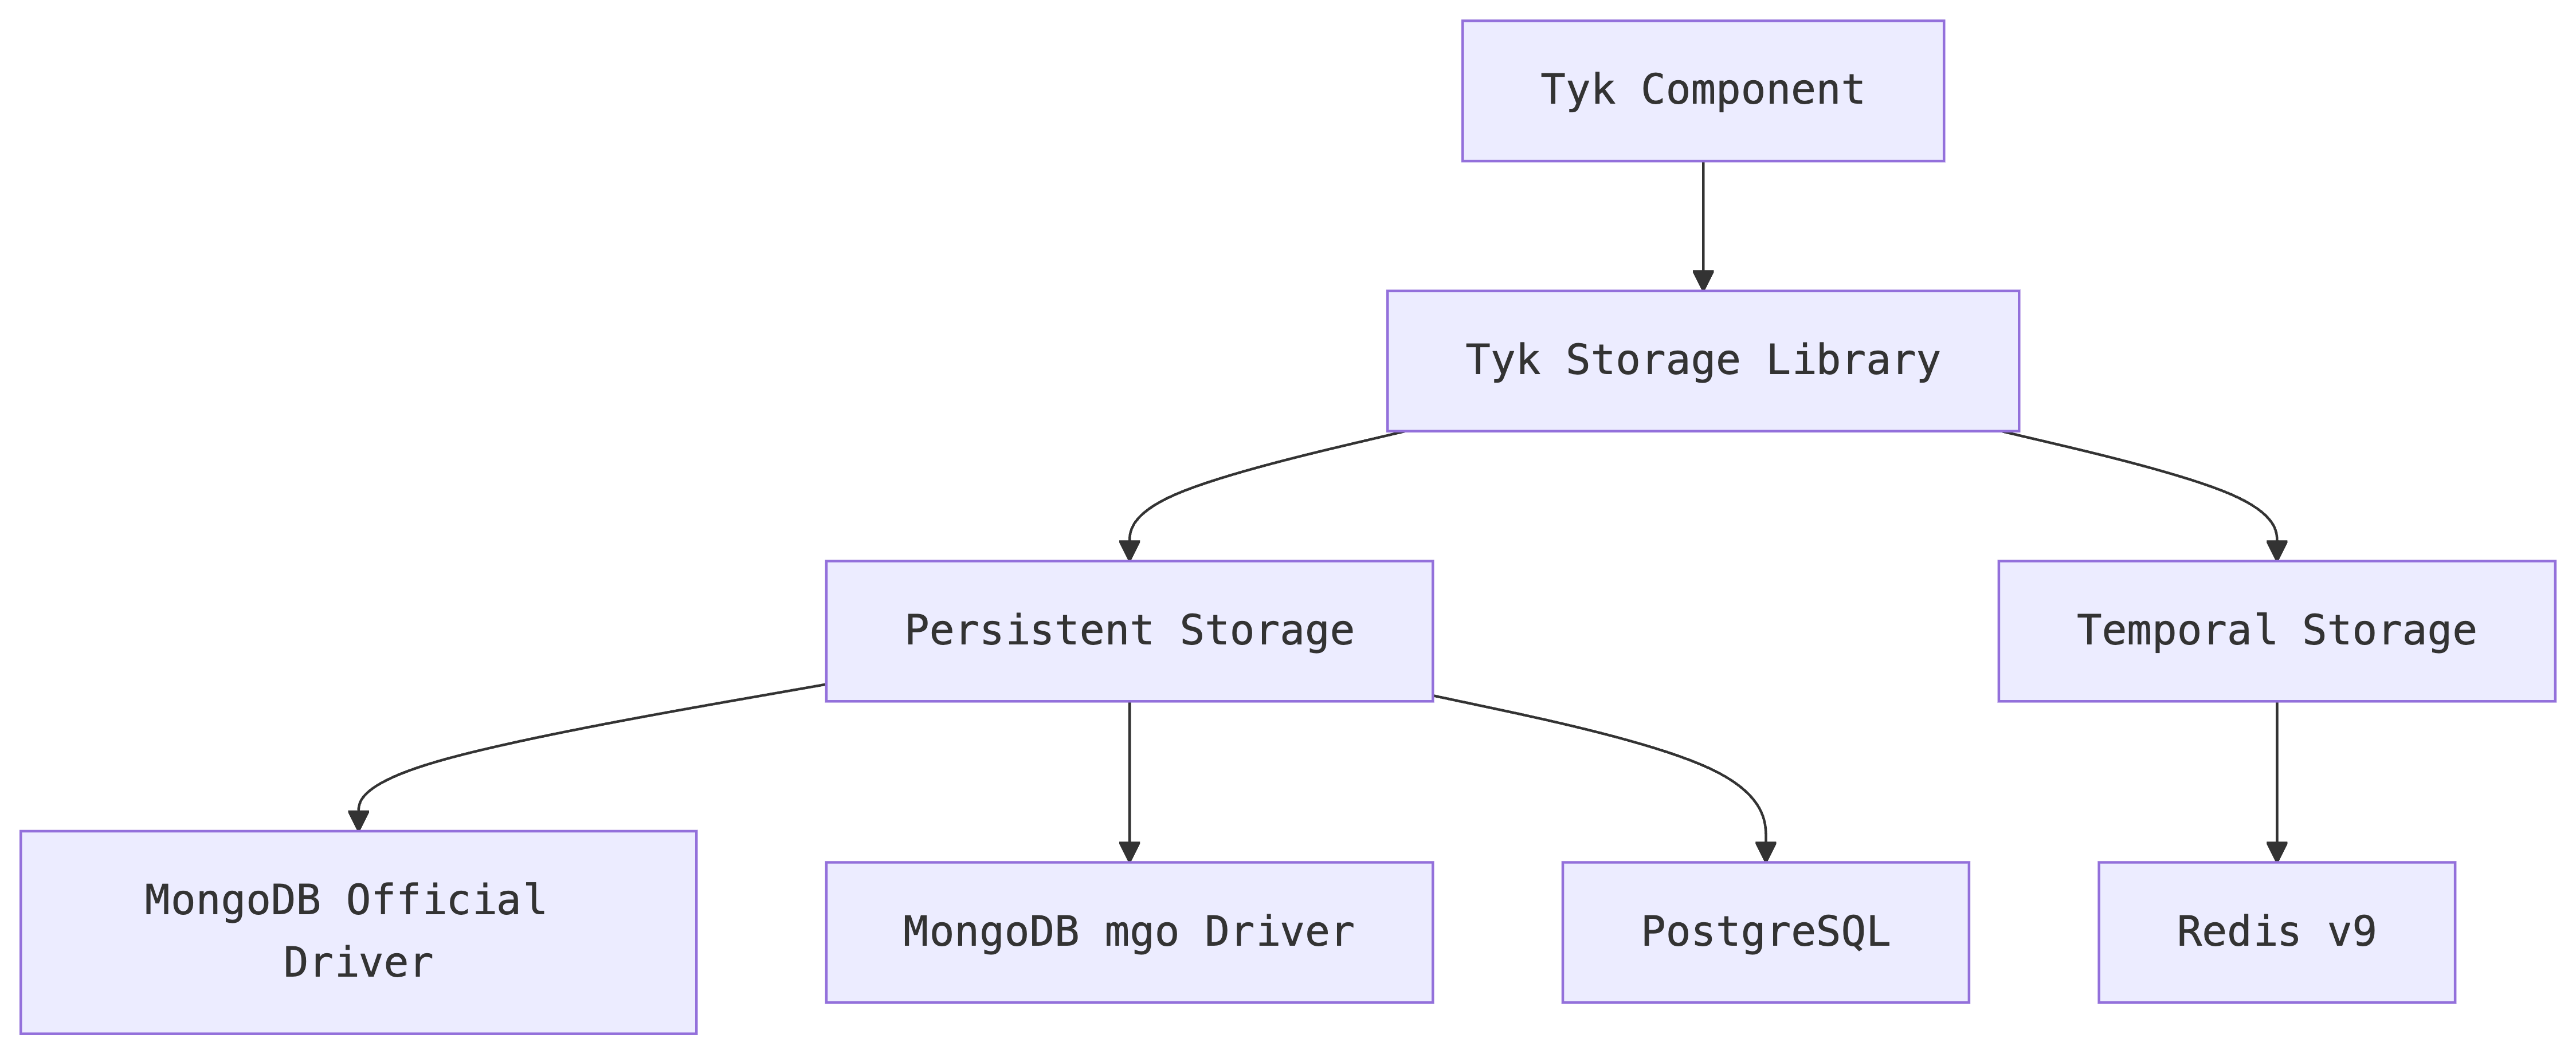 Tyk Component
Tyk Storage Library
Persistent Storage
Temporal Storage
MongoDB Official
Driver
MongoDB mgo Driver
PostgreSQL
Redis v9